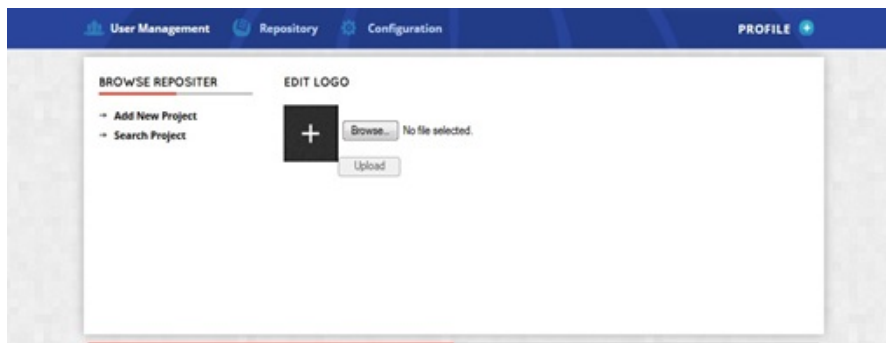 User Management Repository Configuration PROFILE
BROWSE REPOSITER
→ Add New Project
→ Search Project
EDIT LOGO
+
Browse... No file selected.
Upload